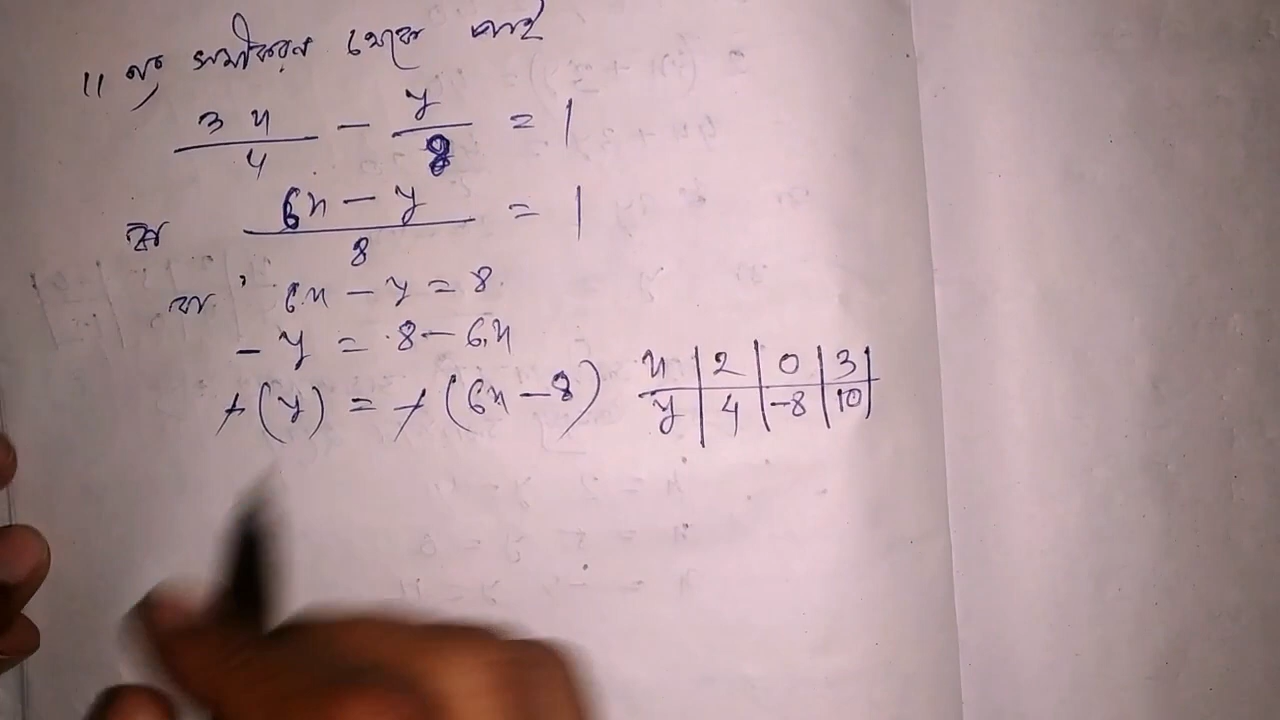 11 নং সমীকরণ থেকে পাই
3x/4 - y/8 = 1
বা 6x - y/8 = 1
বা, 6x - y = 8
- y = 8 - 6x
-(y) = -(6x - 8)
x | 2 | 0 | 3 |
y | 4 | -8 | 10 |